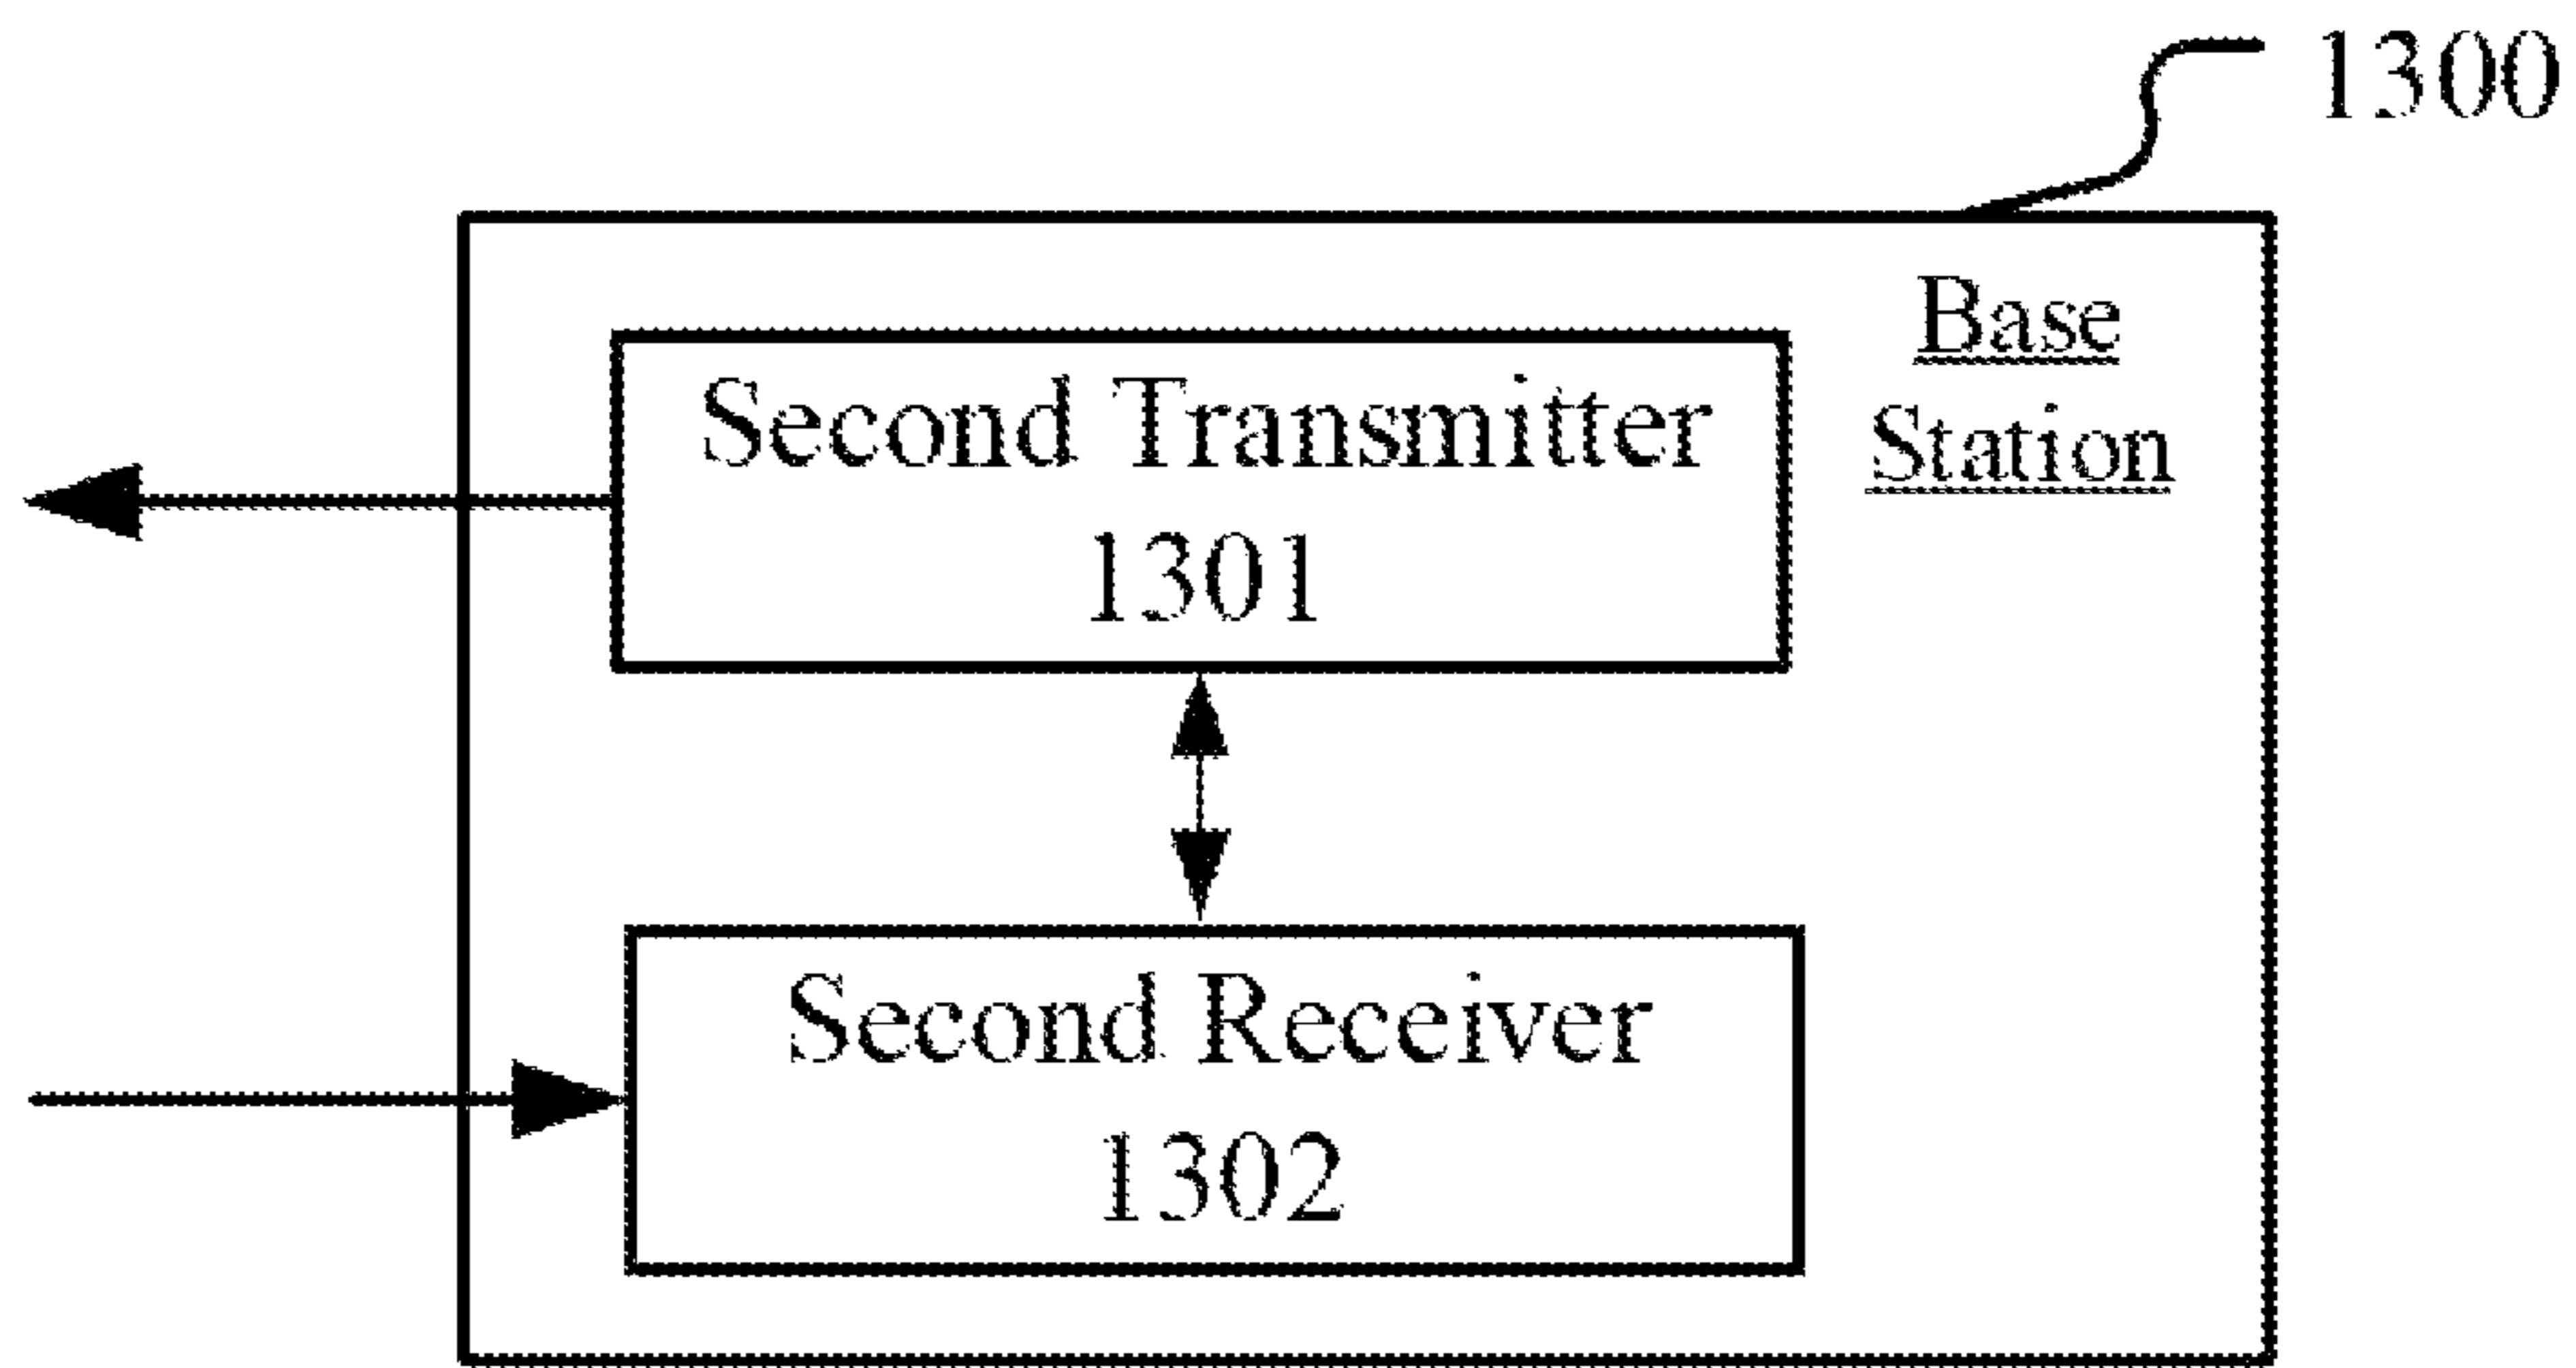 1300
Base
Station
Second Transmitter
1301
Second Receiver
1302